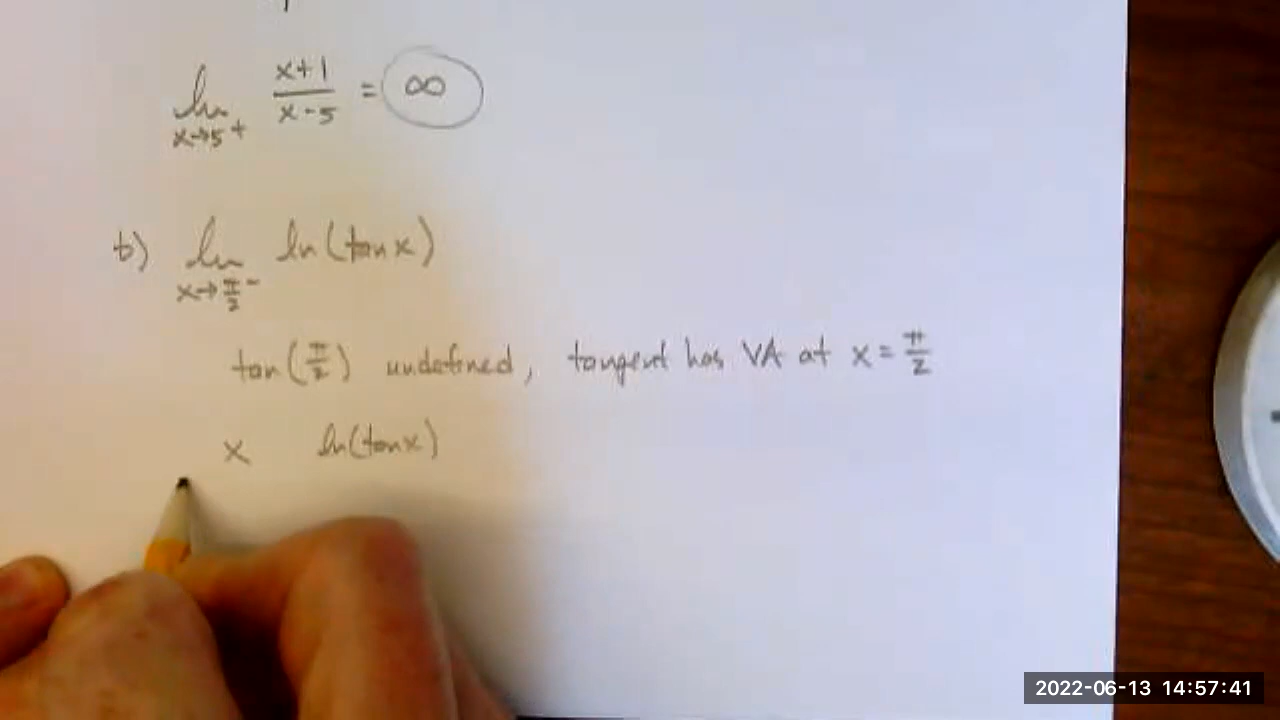 lim x→5⁺ (x+1)/(x-5) = ∞
b) lim x→π/2⁻ ln(tan x)
tan(π/2) undefined, tangent has VA at x = π/2
x ln(tan x)
2022-06-13 14:57:41